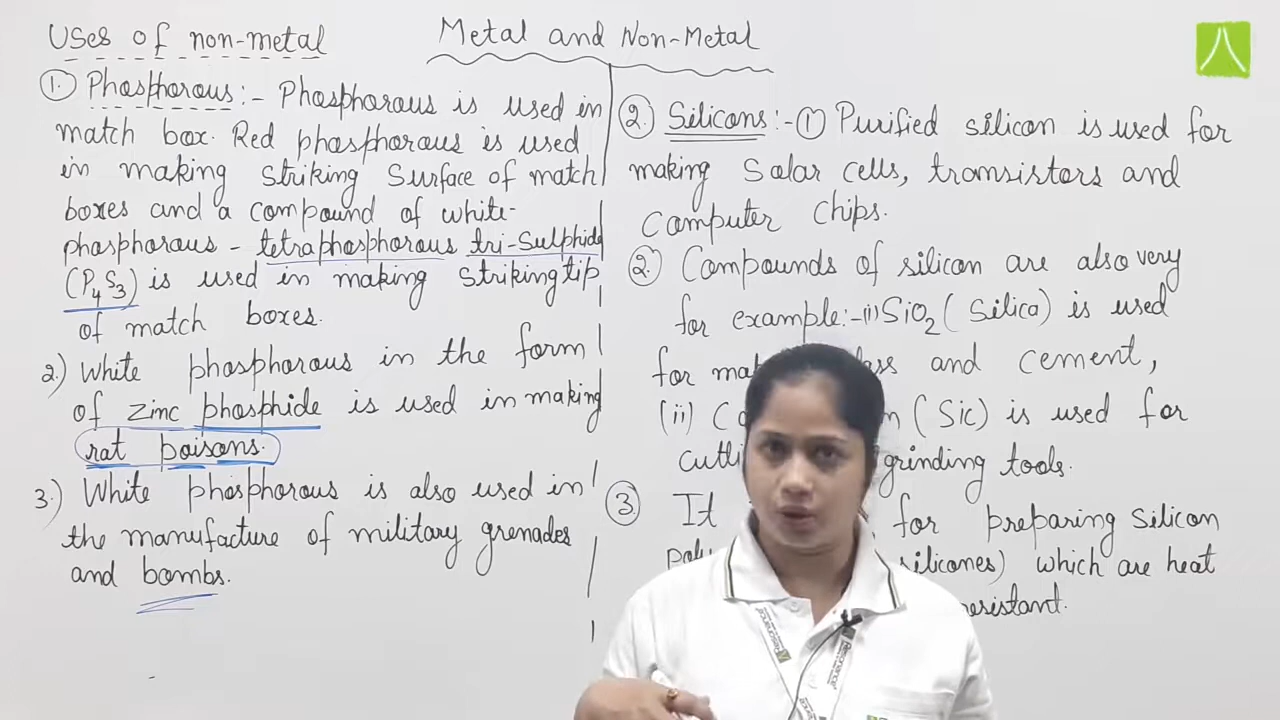 Uses of non-metal
Metal and Non-Metal
1. Phosphorous:- Phosphorous is used in
match box. Red phosphorous is used
in making striking surface of match
boxes and a compound of white-
phosphorous - tetraphosphorous tri-sulphide
(P4S3) is used in making striking tip
of match boxes.
2.) White phosphorous in the form
of zinc phosphide is used in making
rat poisons.
3.) White phosphorous is also used in
the manufacture of military grenades
and bombs.
2. Silicons:- 1 Purified silicon is used for
making Solar cells, transistors and
Computer Chips.
2. Compounds of silicon are also very
for example:-(i) SiO2 (Silica) is used
for and cement,
(ii) (Sic) is used for
grinding tools.
3. It for preparing Silicon
silicones) which are heat
resistant.
Resonance
Resonance